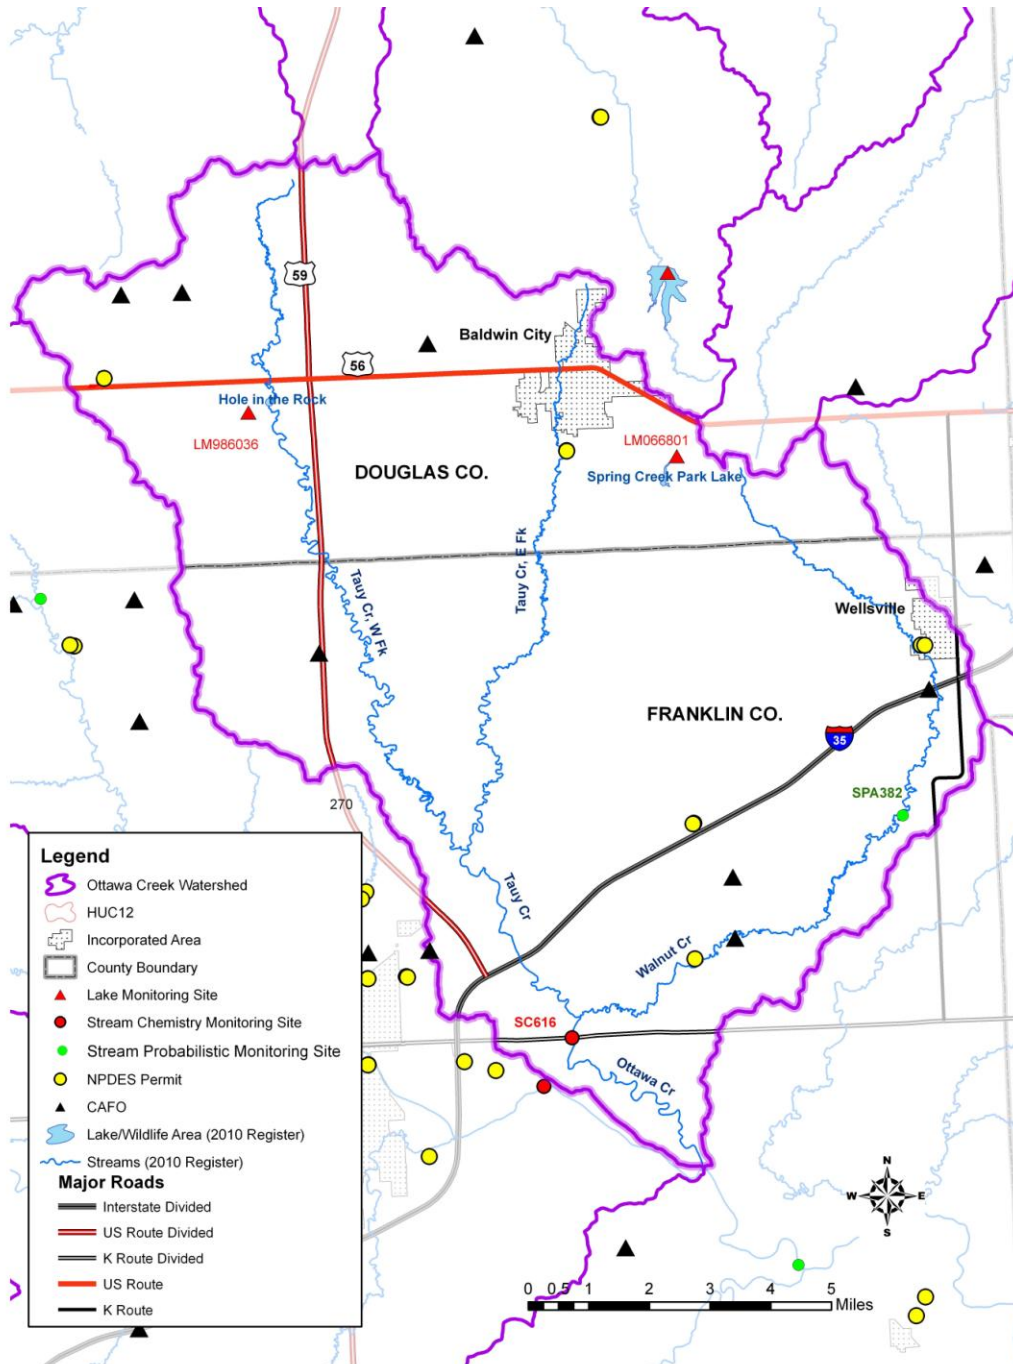 59
Baldwin City
56
Hole in the Rock
LM986036
LM066801
DOUGLAS CO.
Spring Creek Park Lake
Tauy Cr, E Fk
Tauy Cr, W Fk
Wellsville
FRANKLIN CO.
35
SPA382
270
Tauy Cr
Walnut Cr
SC616
Ottawa Cr
Legend
Ottawa Creek Watershed
HUC12
Incorporated Area
County Boundary
Lake Monitoring Site
Stream Chemistry Monitoring Site
Stream Probabilistic Monitoring Site
NPDES Permit
CAFO
Lake/Wildlife Area (2010 Register)
Streams (2010 Register)
Major Roads
Interstate Divided
US Route Divided
K Route Divided
US Route
K Route
N
W E
S
0 0.5 1 2 3 4 5
Miles